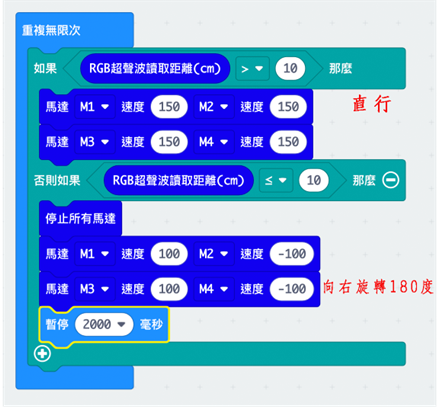 重複無限次
如果 RGB超聲波讀取距離(cm) > 10 那麼
馬達 M1 速度 150 M2 速度 150 直行
馬達 M3 速度 150 M4 速度 150
否則如果 RGB超聲波讀取距離(cm) ≤ 10 那麼
停止所有馬達
馬達 M1 速度 100 M2 速度 -100
馬達 M3 速度 100 M4 速度 -100 向右旋轉180度
暫停 2000 毫秒